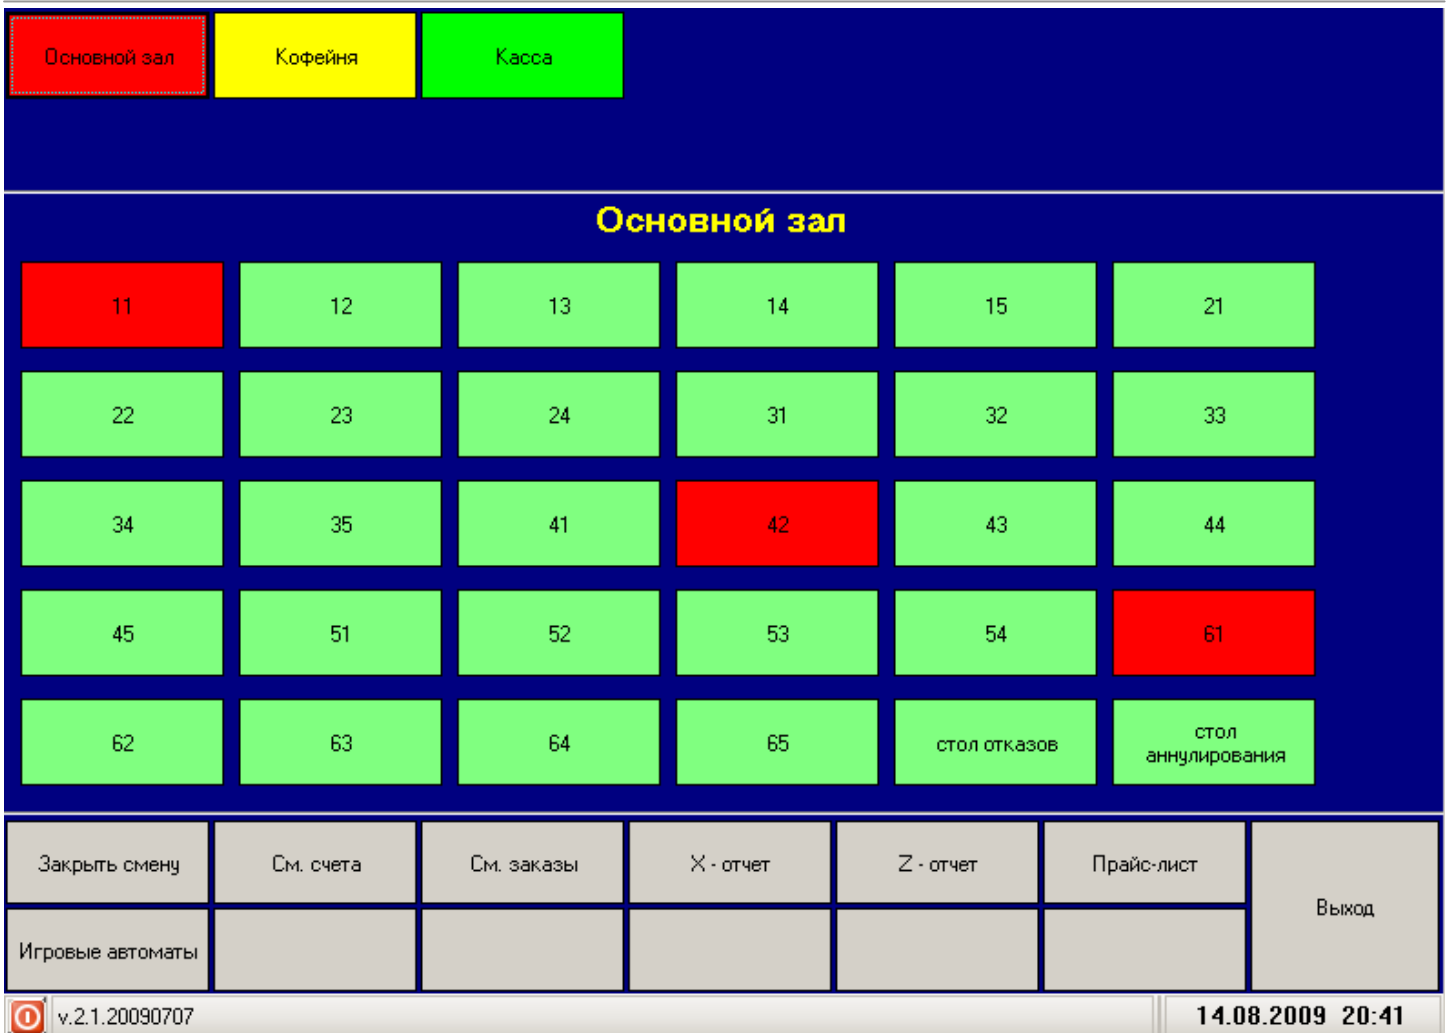 Основной зал
Кофейня
Касса
Основной зал
11
12
13
14
15
21
22
23
24
31
32
33
34
35
41
42
43
44
45
51
52
53
54
61
62
63
64
65
стол отказов
стол
аннулирования
Закрыть смену
См. счета
См. заказы
X - отчет
Z - отчет
Прайс-лист
Выход
Игровые автоматы
v.2.1.20090707
14.08.2009 20:41